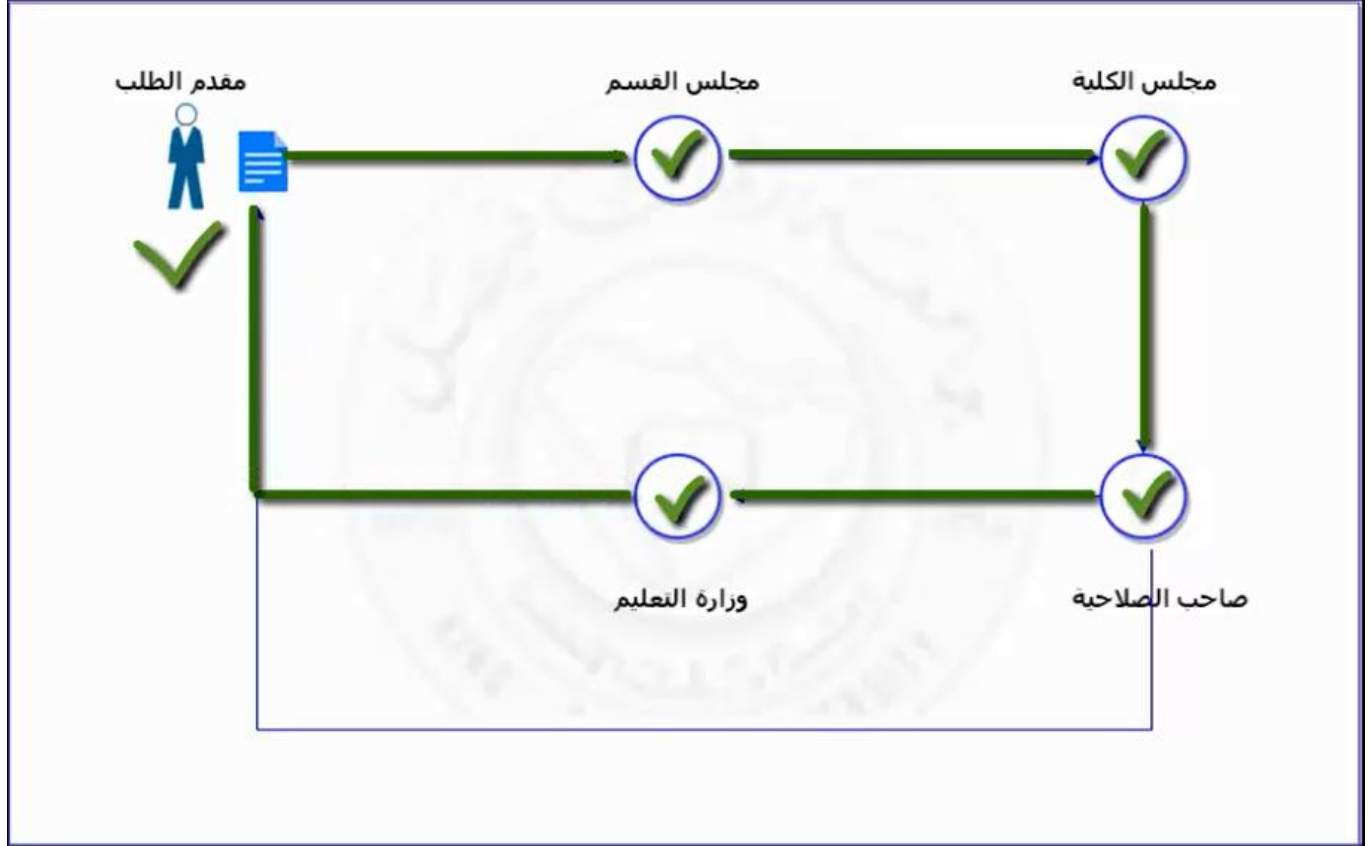 مجلس الكلية
مجلس القسم
مقدم الطلب
صاحب الصلاحية
وزارة التعليم